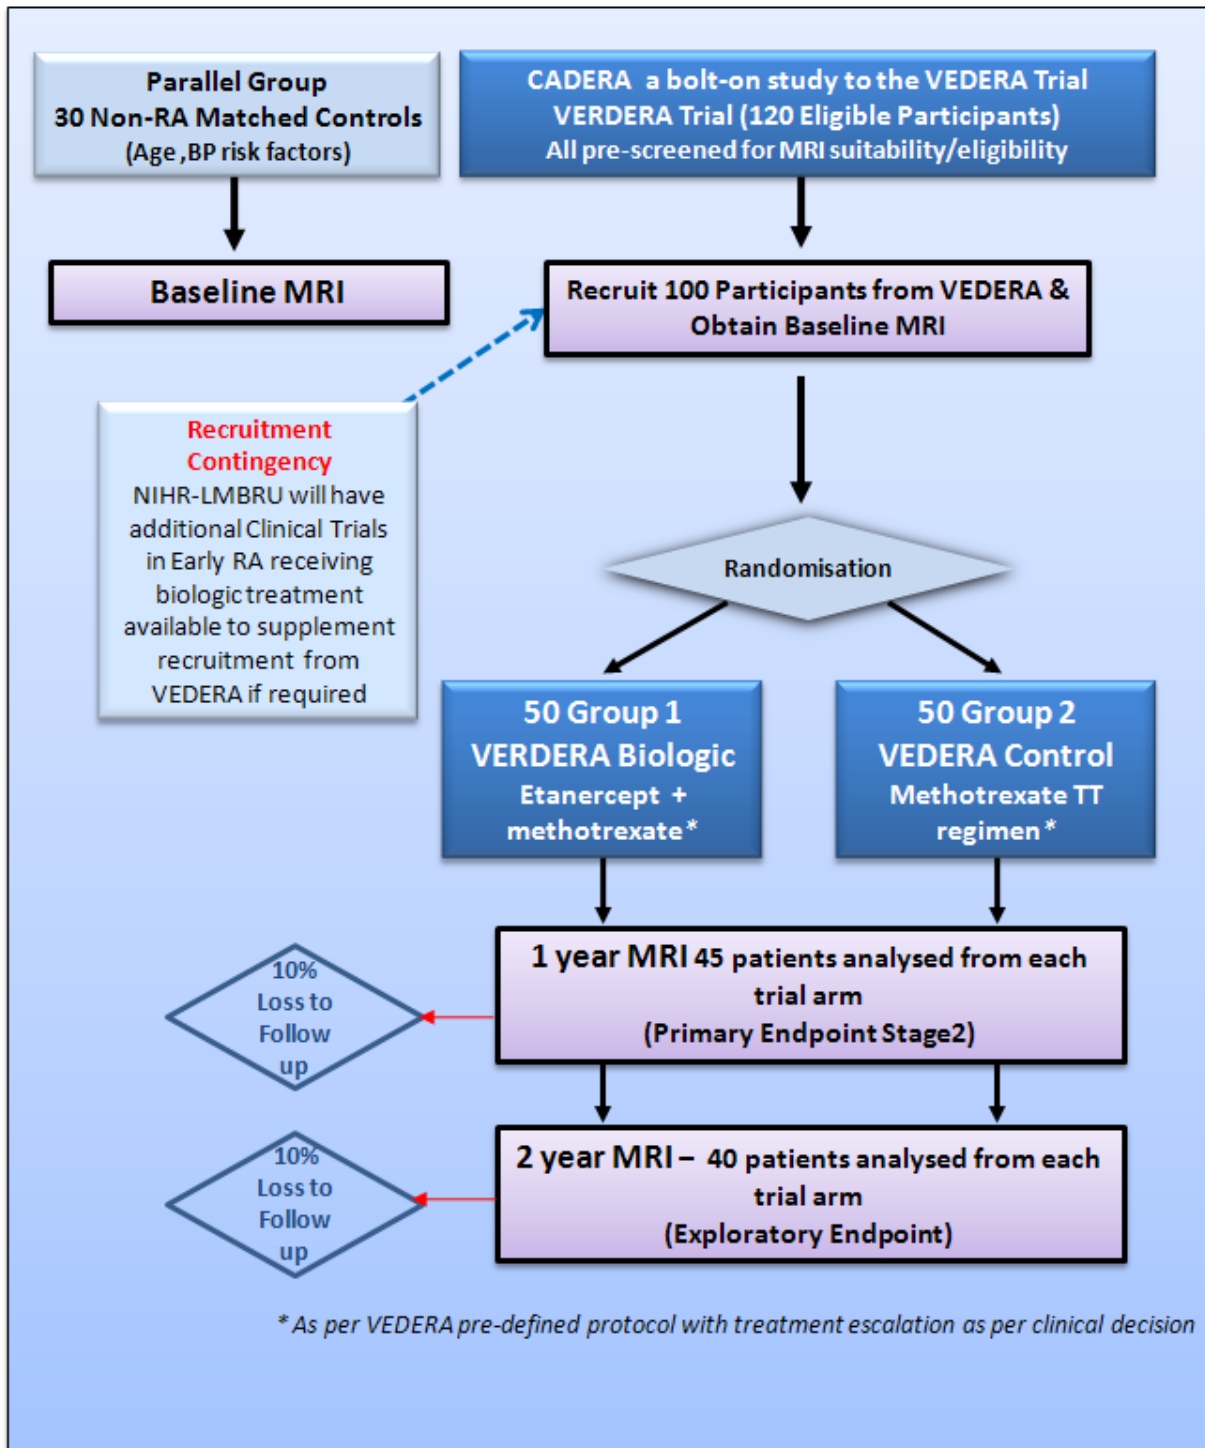 Parallel Group
30 Non-RA Matched Controls
(Age ,BP risk factors)
CADERA a bolt-on study to the VEDERA Trial
VERDERA Trial (120 Eligible Participants)
All pre-screened for MRI suitability/eligibility
Baseline MRI
Recruit 100 Participants from VEDERA &
Obtain Baseline MRI
Recruitment
Contingency
NIHR-LMBRU will have
additional Clinical Trials
in Early RA receiving
biologic treatment
available to supplement
recruitment from
VEDERA if required
Randomisation
50 Group 1
VERDERA Biologic
Etanercept +
methotrexate*
50 Group 2
VEDERA Control
Methotrexate TT
regimen*
1 year MRI 45 patients analysed from each
trial arm
(Primary Endpoint Stage2)
10%
Loss to
Follow
up
2 year MRI – 40 patients analysed from each
trial arm
(Exploratory Endpoint)
10%
Loss to
Follow
up
* As per VEDERA pre-defined protocol with treatment escalation as per clinical decision